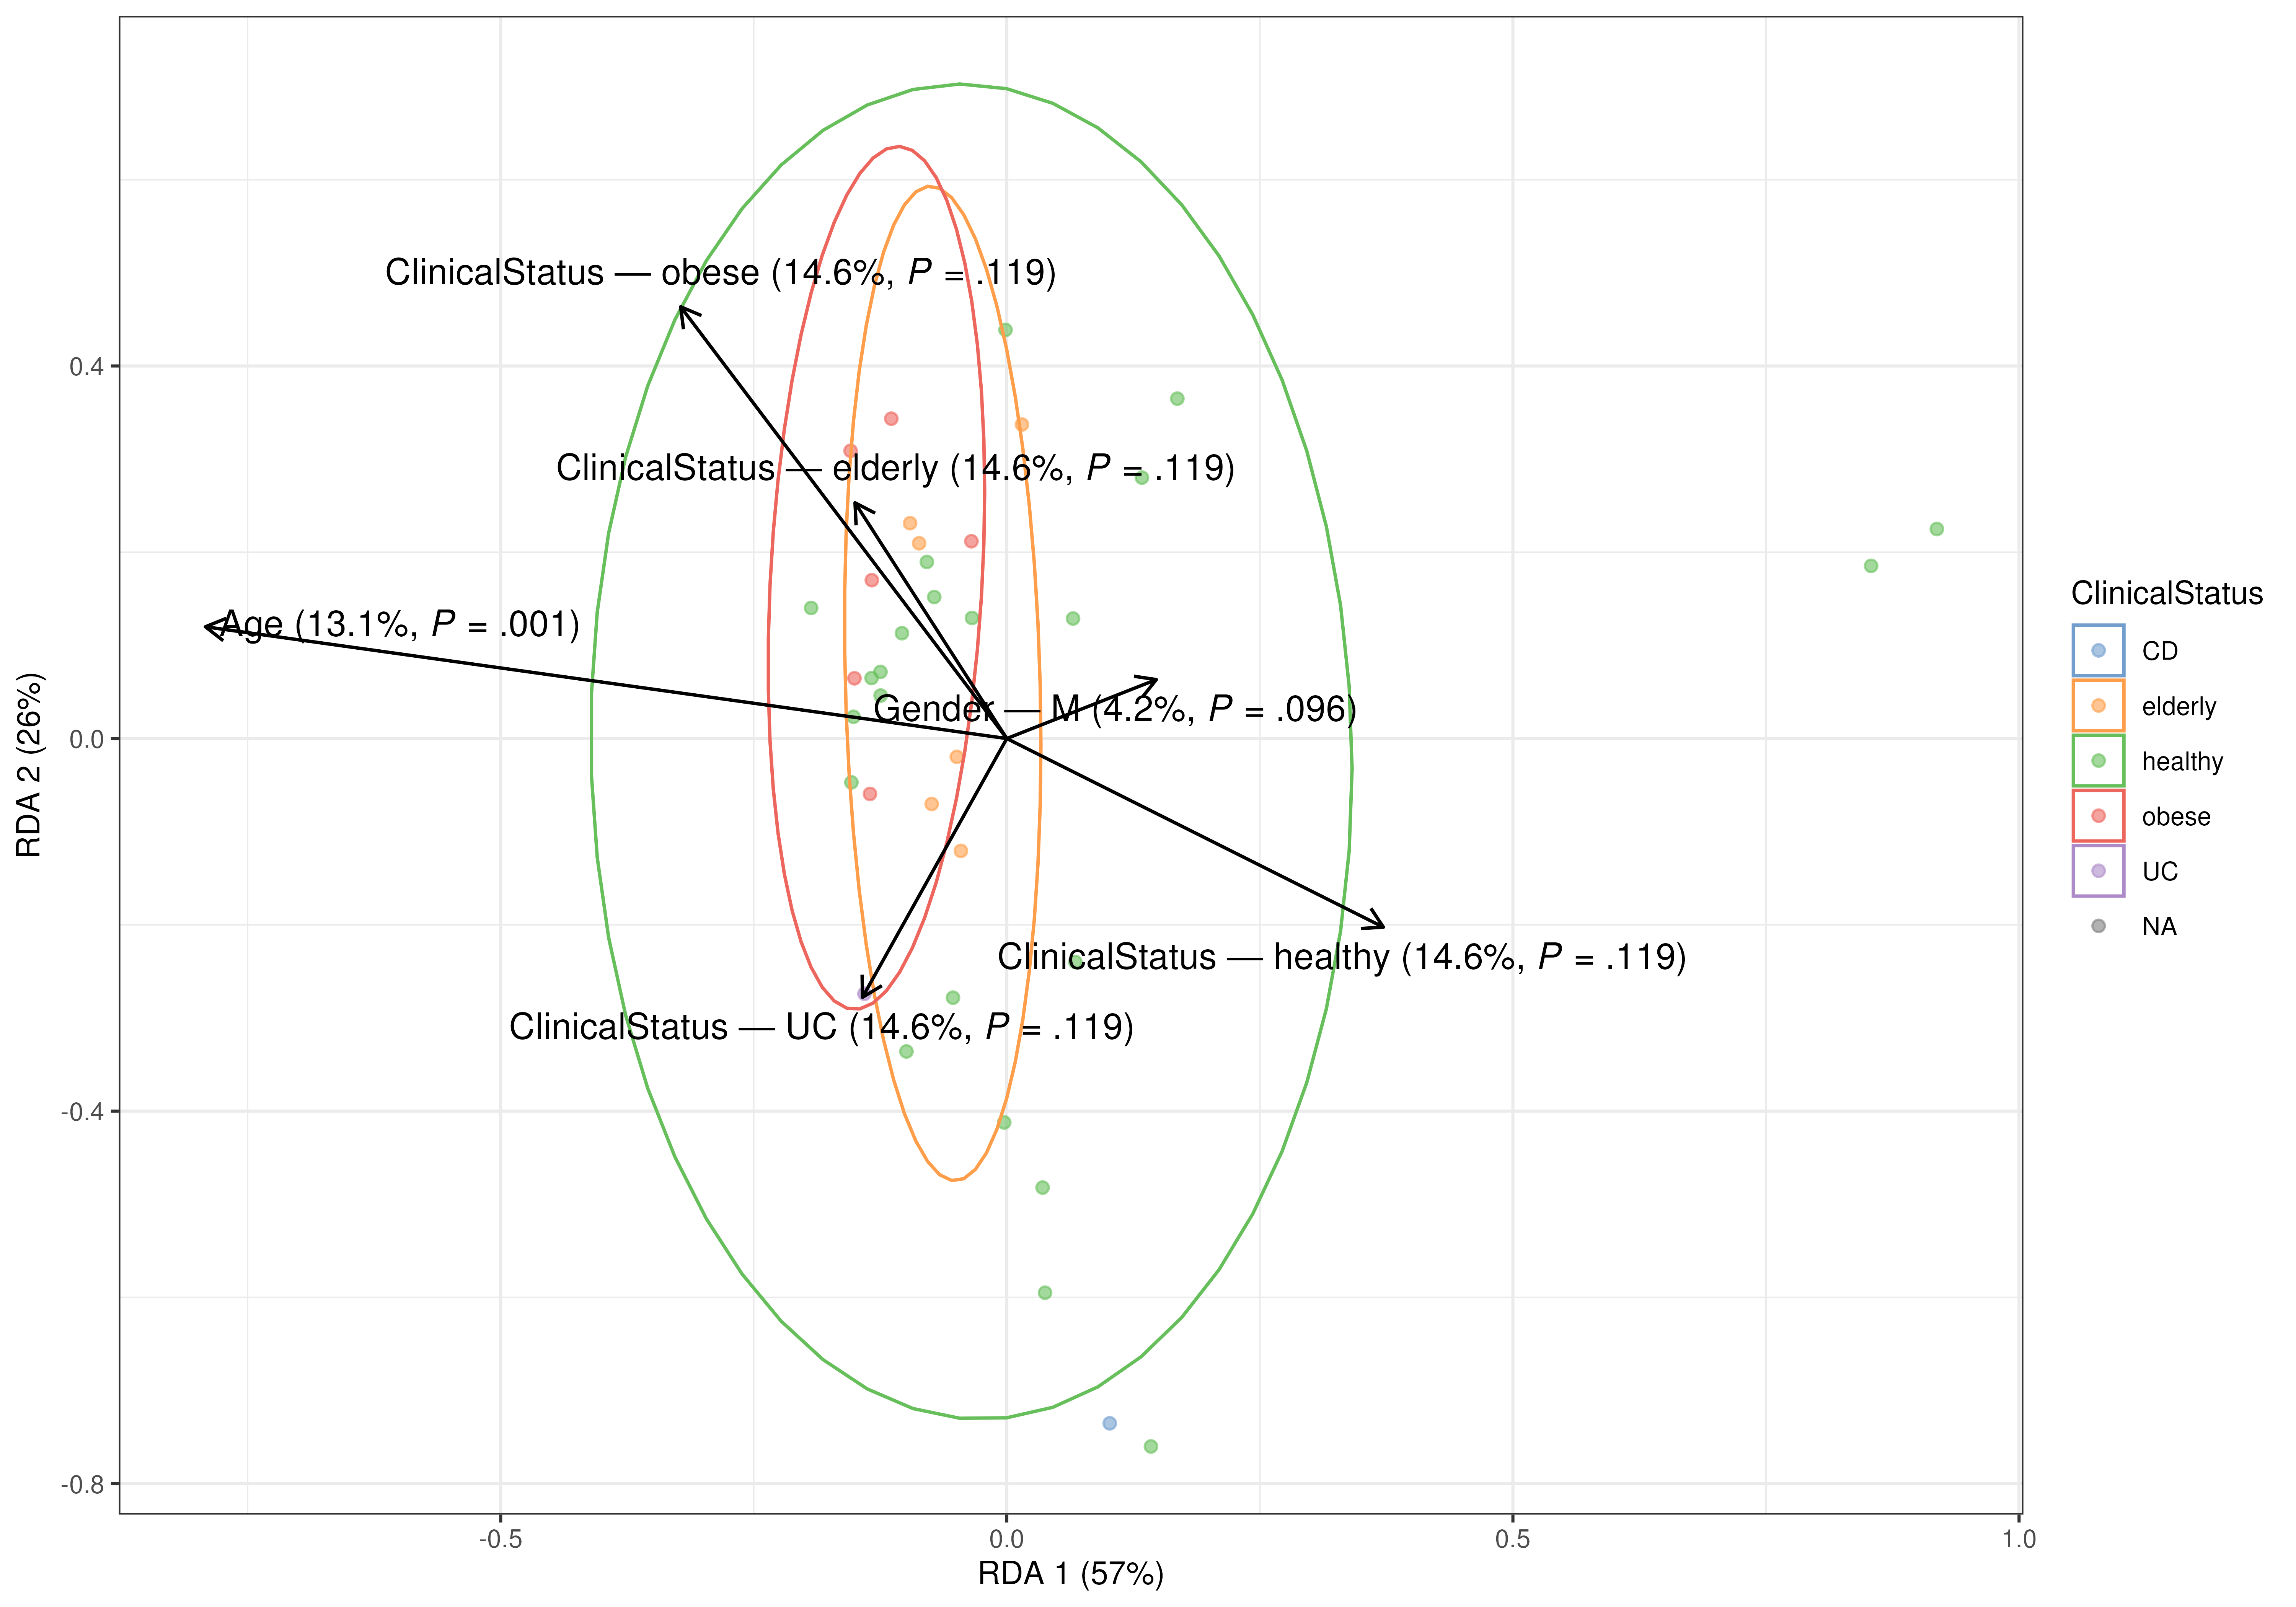 ClinicalStatus — obese (14.6%, P = .119)
ClinicalStatus — elderly (14.6%, P = .119)
Age (13.1%, P = .001)
Gender — M (4.2%, P = .096)
ClinicalStatus — healthy (14.6%, P = .119)
ClinicalStatus — UC (14.6%, P = .119)
0.4
0.0
-0.4
-0.8
RDA 2 (26%)
-0.5
0.0
0.5
1.0
RDA 1 (57%)
ClinicalStatus
CD
elderly
healthy
obese
UC
NA